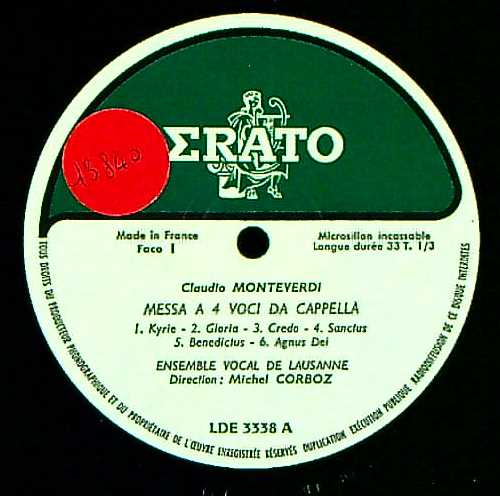 ΣRATO
13.840
Made in France
Face 1
Microsillon incassable
Longue durée 33 T. 1/3
Claudio MONTEVERDI
MESSA A 4 VOCI DA CAPPELLA
1. Kyrie - 2. Gloria - 3. Credo - 4. Sanctus
5. Benedictus - 6. Agnus Dei
ENSEMBLE VOCAL DE LAUSANNE
Direction : Michel CORBOZ
LDE 3338 A
TOUS DROITS DU PRODUCTEUR PHONOGRAPHIQUE ET DU PROPRIÉTAIRE DE L'ŒUVRE ENREGISTRÉE RÉSERVÉS DUPLICATION EXÉCUTION PUBLIQUE RADIODIFFUSION DE CE DISQUE INTERDITES